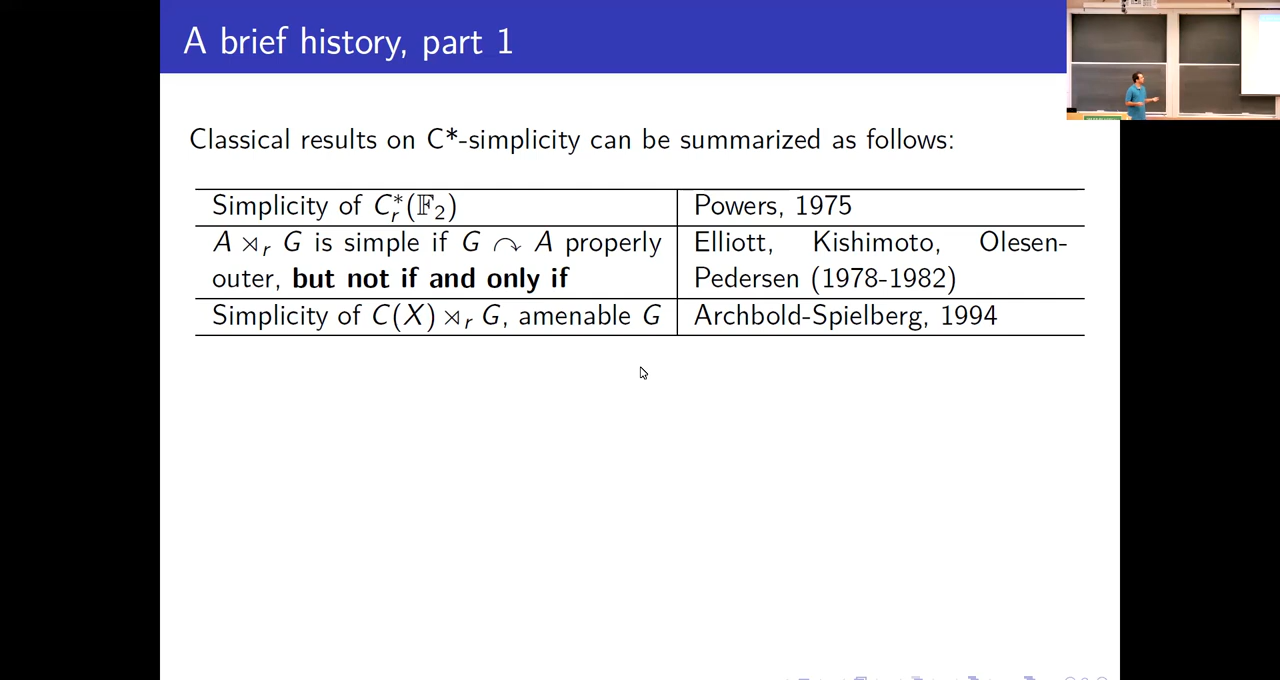 A brief history, part 1
Classical results on C*-simplicity can be summarized as follows:
Simplicity of C*_r(𝔽₂) Powers, 1975
A ⋊_r G is simple if G ↷ A properly Elliott, Kishimoto, Olesen-
outer, but not if and only if Pedersen (1978-1982)
Simplicity of C(X) ⋊_r G, amenable G Archbold-Spielberg, 1994